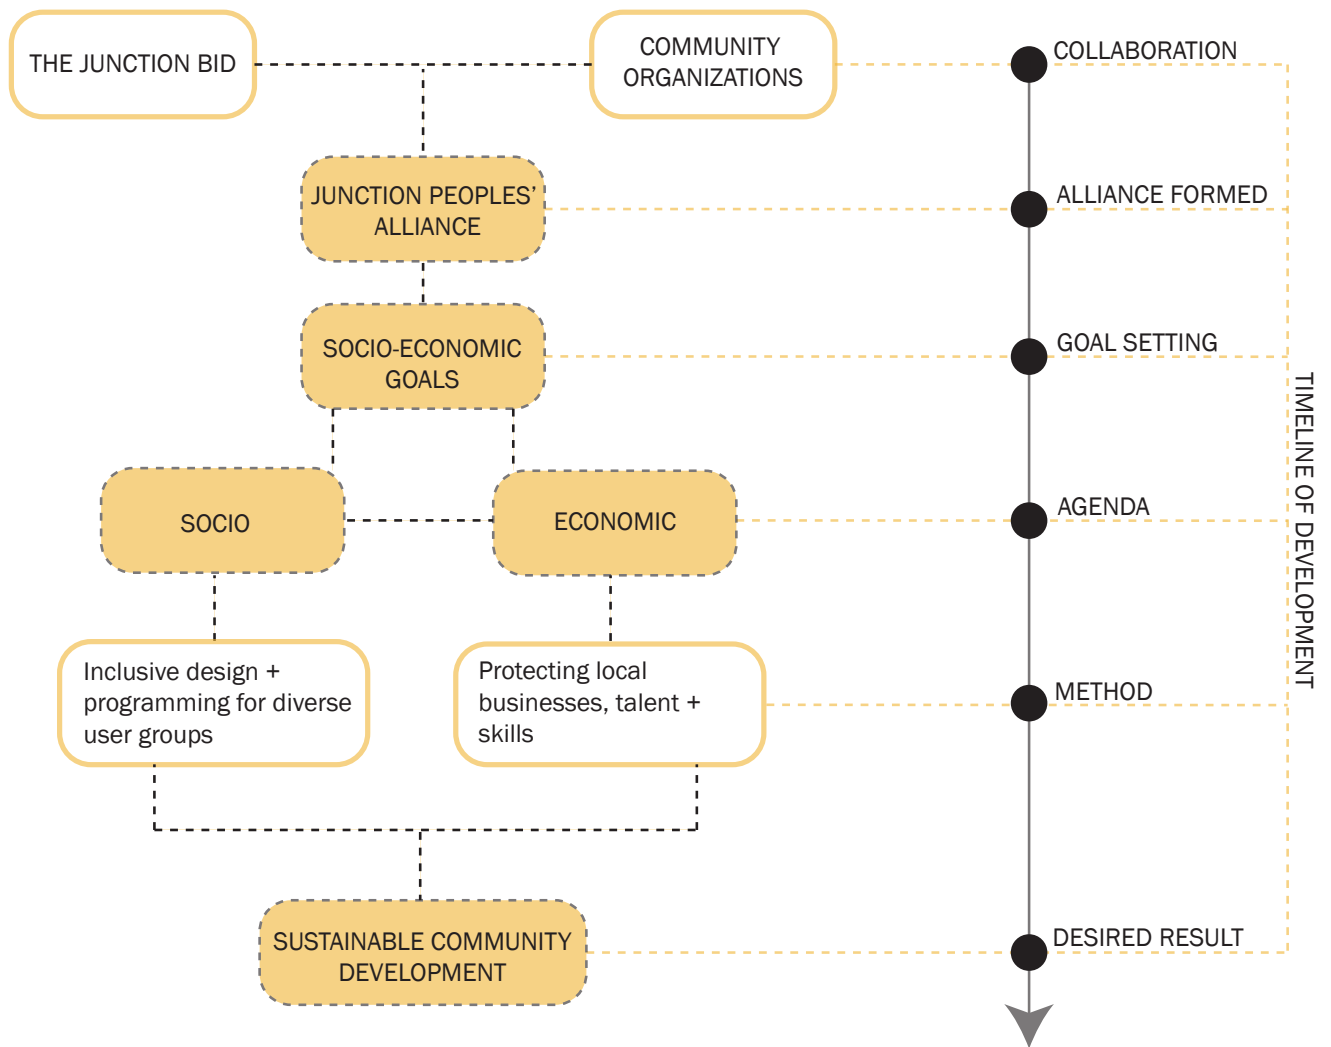 THE JUNCTION BID
COMMUNITY
ORGANIZATIONS
COLLABORATION
JUNCTION PEOPLES’
ALLIANCE
ALLIANCE FORMED
SOCIO-ECONOMIC
GOALS
GOAL SETTING
SOCIO
ECONOMIC
AGENDA
Inclusive design +
programming for diverse
user groups
Protecting local
businesses, talent +
skills
METHOD
SUSTAINABLE COMMUNITY
DEVELOPMENT
DESIRED RESULT
TIMELINE OF DEVELOPMENT